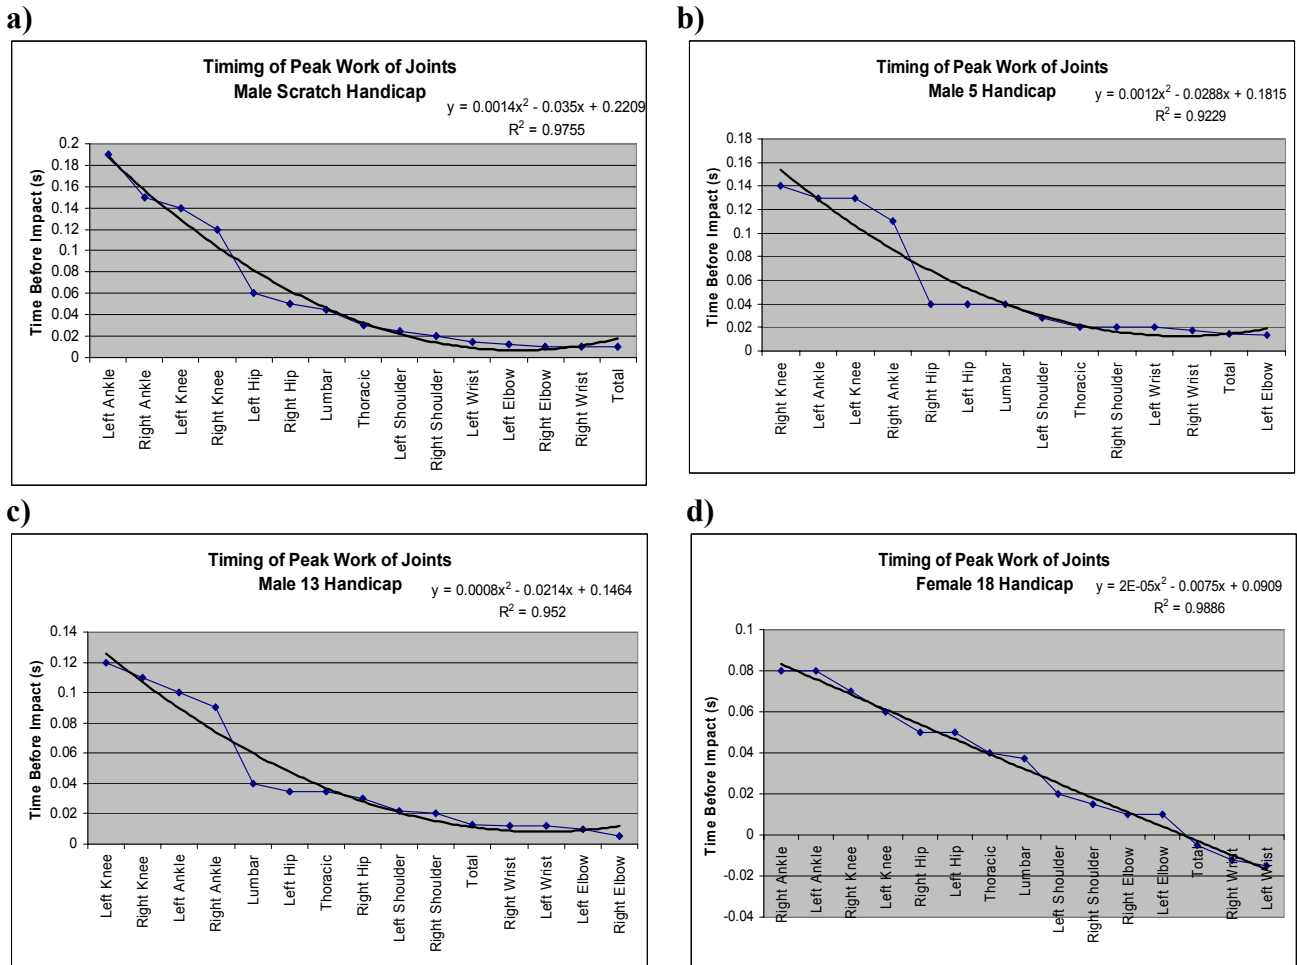 a)
Timimg of Peak Work of Joints
Male Scratch Handicap
y = 0.0014x² - 0.035x + 0.2209
R² = 0.9755
Time Before Impact (s)
0.2
0.18
0.16
0.14
0.12
0.1
0.08
0.06
0.04
0.02
0
Left Ankle
Right Ankle
Left Knee
Right Knee
Left Hip
Right Hip
Lumbar
Thoracic
Left Shoulder
Right Shoulder
Left Wrist
Left Elbow
Right Elbow
Right Wrist
Total
b)
Timing of Peak Work of Joints
Male 5 Handicap
y = 0.0012x² - 0.0288x + 0.1815
R² = 0.9229
Time Before Impact (s)
0.18
0.16
0.14
0.12
0.1
0.08
0.06
0.04
0.02
0
Right Knee
Left Ankle
Left Knee
Right Ankle
Right Hip
Left Hip
Lumbar
Left Shoulder
Thoracic
Right Shoulder
Left Wrist
Right Wrist
Total
Left Elbow
c)
Timing of Peak Work of Joints
Male 13 Handicap
y = 0.0008x² - 0.0214x + 0.1464
R² = 0.952
Time Before Impact (s)
0.14
0.12
0.1
0.08
0.06
0.04
0.02
0
Left Knee
Right Knee
Left Ankle
Right Ankle
Lumbar
Left Hip
Thoracic
Right Hip
Left Shoulder
Right Shoulder
Total
Right Wrist
Left Wrist
Left Elbow
Right Elbow
d)
Timing of Peak Work of Joints
Female 18 Handicap
y = 2E-05x² - 0.0075x + 0.0909
R² = 0.9886
Time Before Impact (s)
0.1
0.08
0.06
0.04
0.02
0
-0.02
-0.04
Right Ankle
Left Ankle
Right Knee
Left Knee
Right Hip
Left Hip
Thoracic
Lumbar
Left Shoulder
Right Shoulder
Right Elbow
Left Elbow
Total
Right Wrist
Left Wrist